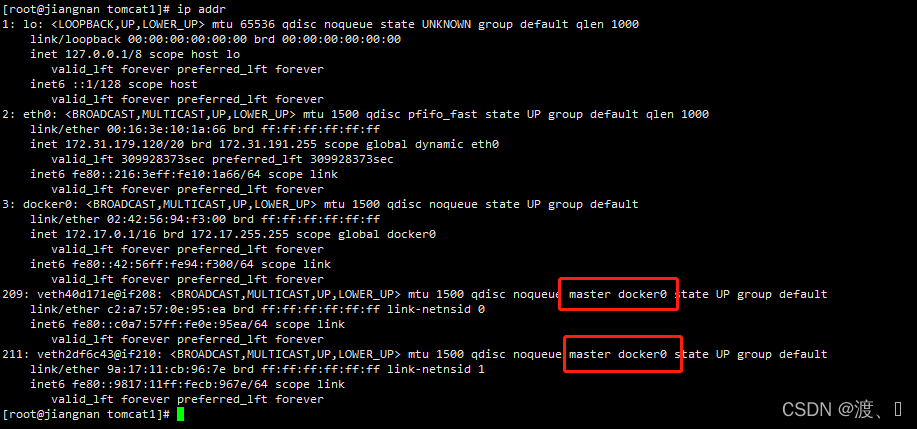 [root@jiangnan tomcat1]# ip addr
1: lo: <LOOPBACK,UP,LOWER_UP> mtu 65536 qdisc noqueue state UNKNOWN group default qlen 1000
link/loopback 00:00:00:00:00:00 brd 00:00:00:00:00:00
inet 127.0.0.1/8 scope host lo
valid_lft forever preferred_lft forever
inet6 ::1/128 scope host
valid_lft forever preferred_lft forever
2: eth0: <BROADCAST,MULTICAST,UP,LOWER_UP> mtu 1500 qdisc pfifo_fast state UP group default qlen 1000
link/ether 00:16:3e:10:1a:66 brd ff:ff:ff:ff:ff:ff
inet 172.31.179.120/20 brd 172.31.191.255 scope global dynamic eth0
valid_lft 309928373sec preferred_lft 309928373sec
inet6 fe80::216:3eff:fe10:1a66/64 scope link
valid_lft forever preferred_lft forever
3: docker0: <BROADCAST,MULTICAST,UP,LOWER_UP> mtu 1500 qdisc noqueue state UP group default
link/ether 02:42:56:94:f3:00 brd ff:ff:ff:ff:ff:ff
inet 172.17.0.1/16 brd 172.17.255.255 scope global docker0
valid_lft forever preferred_lft forever
inet6 fe80::42:56ff:fe94:f300/64 scope link
valid_lft forever preferred_lft forever
209: veth40d171e@if208: <BROADCAST,MULTICAST,UP,LOWER_UP> mtu 1500 qdisc noqueue master docker0 state UP group default
link/ether c2:a7:57:0e:95:ea brd ff:ff:ff:ff:ff:ff link-netnsid 0
inet6 fe80::c0a7:57ff:fe0e:95ea/64 scope link
valid_lft forever preferred_lft forever
211: veth2df6c43@if210: <BROADCAST,MULTICAST,UP,LOWER_UP> mtu 1500 qdisc noqueue master docker0 state UP group default
link/ether 9a:17:11:cb:96:7e brd ff:ff:ff:ff:ff:ff link-netnsid 1
inet6 fe80::9817:11ff:fecb:967e/64 scope link
valid_lft forever preferred_lft forever
[root@jiangnan tomcat1]#
CSDN @渡、